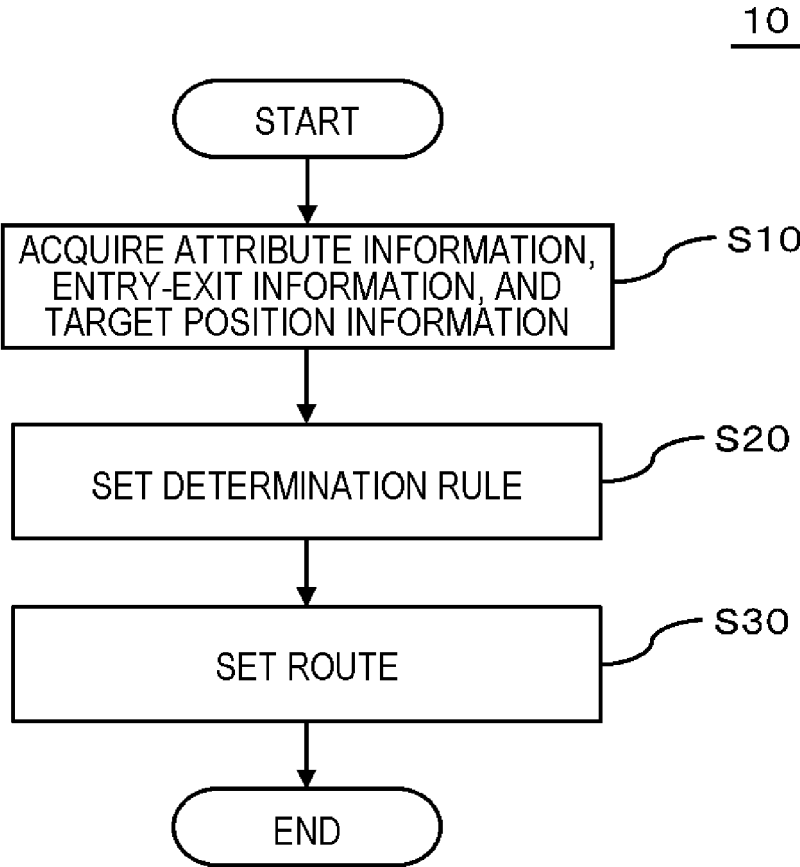 10
START
ACQUIRE ATTRIBUTE INFORMATION,
ENTRY-EXIT INFORMATION, AND
TARGET POSITION INFORMATION
S10
SET DETERMINATION RULE
S20
SET ROUTE
S30
END